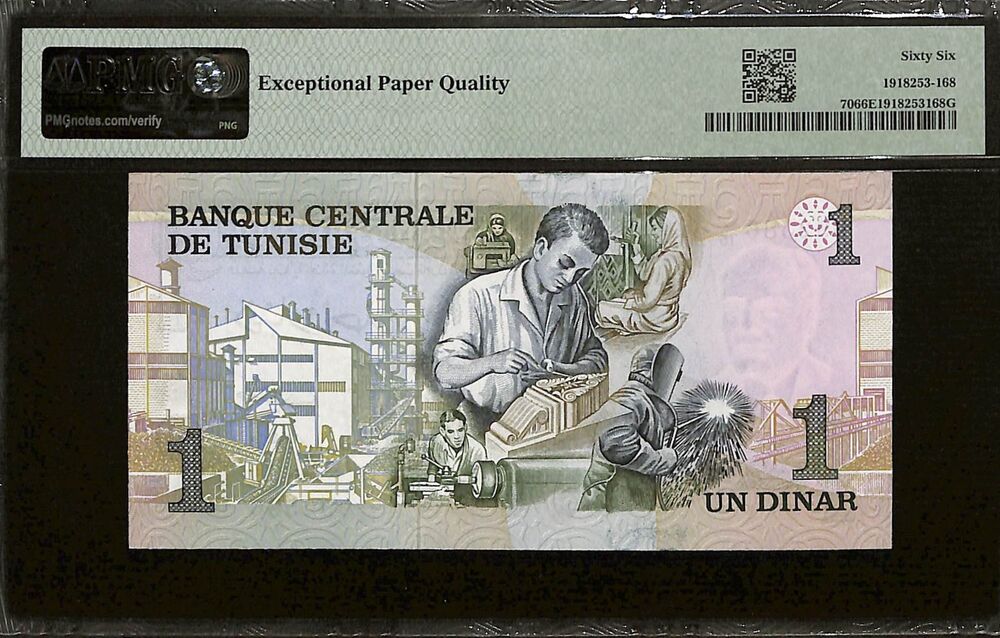 PMG
PMGnotes.com/verify
PNG
Exceptional Paper Quality
Sixty Six
1918253-168
7066E1918253168G
BANQUE CENTRALE
DE TUNISIE
1
1
1
UN DINAR